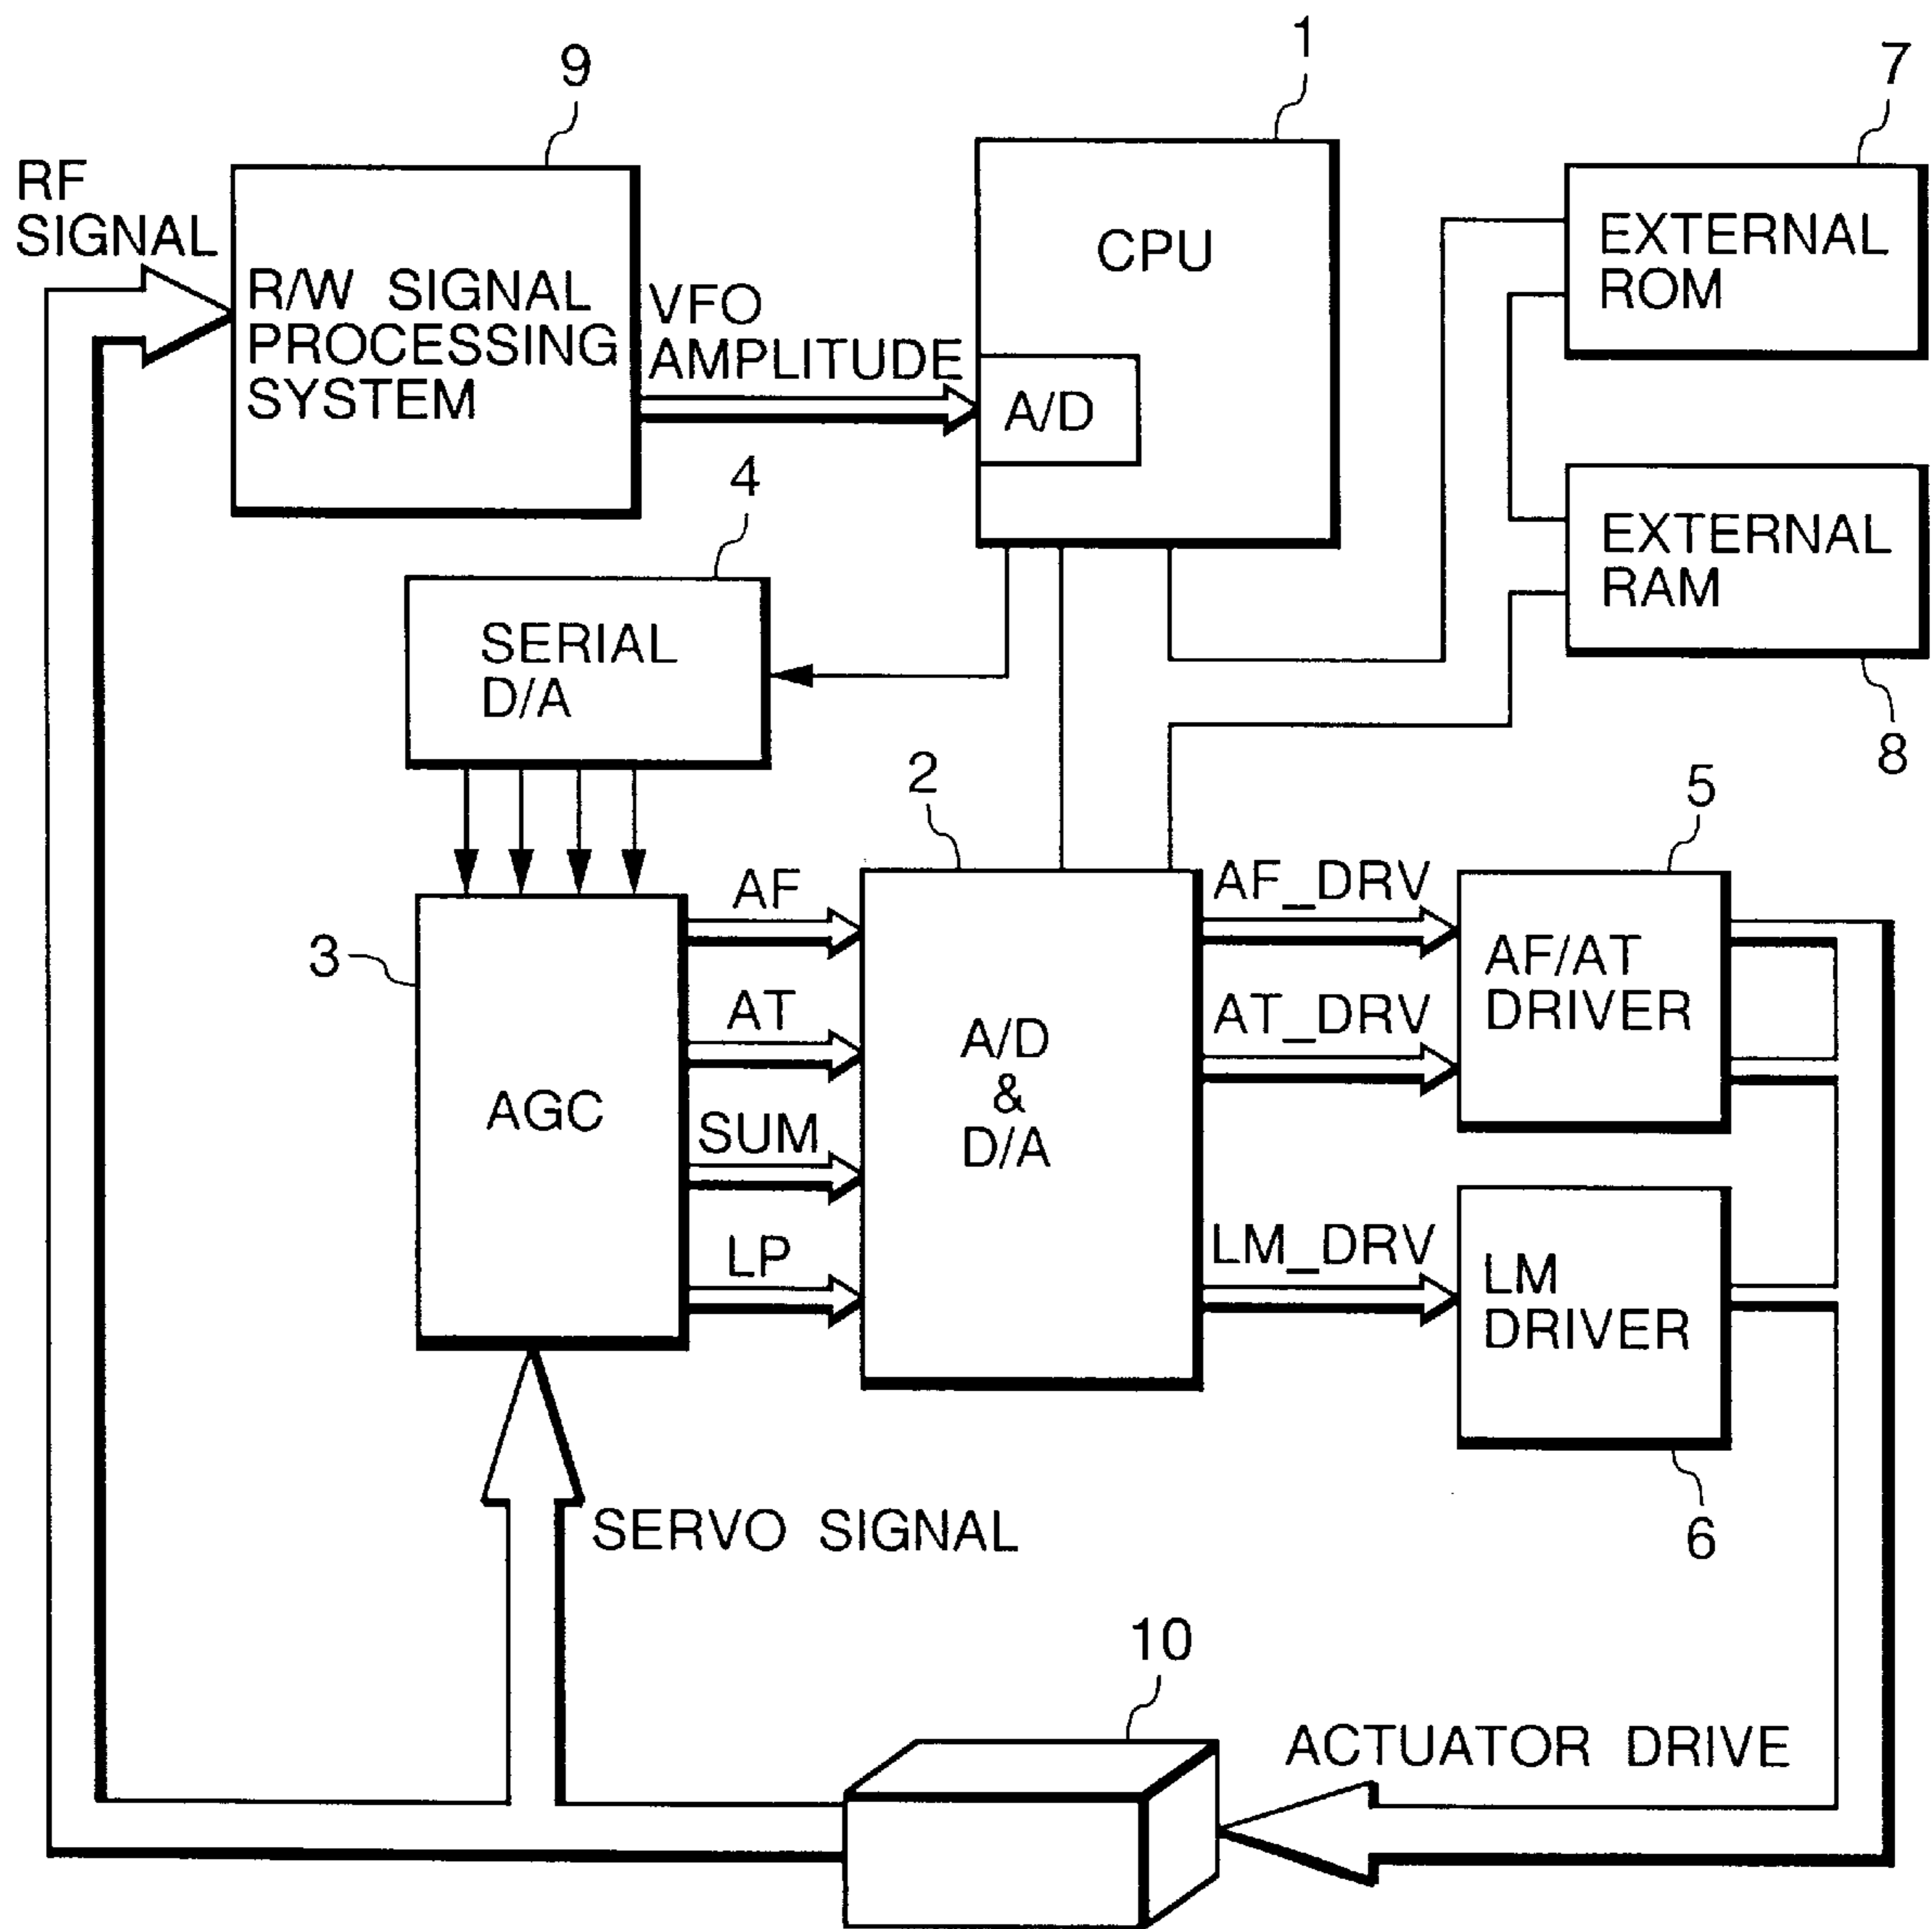 1
7
9
RF
SIGNAL
R/W SIGNAL
PROCESSING
SYSTEM
VFO
AMPLITUDE
CPU
A/D
EXTERNAL
ROM
4
EXTERNAL
RAM
SERIAL
D/A
8
2
5
AF
AF_DRV
3
AF/AT
DRIVER
AT
AT_DRV
A/D
&
D/A
AGC
SUM
LP
LM_DRV
LM
DRIVER
SERVO SIGNAL
6
10
ACTUATOR DRIVE